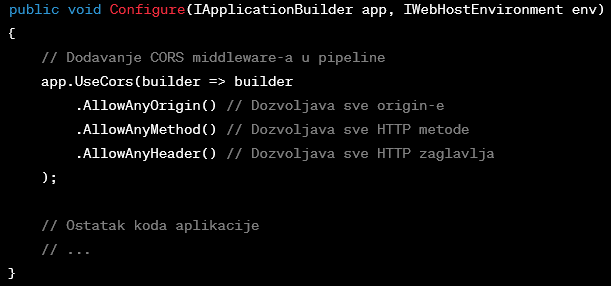 public void Configure(IApplicationBuilder app, IWebHostEnvironment env)
{
    // Dodavanje CORS middleware-a u pipeline
    app.UseCors(builder => builder
        .AllowAnyOrigin() // Dozvoljava sve origin-e
        .AllowAnyMethod() // Dozvoljava sve HTTP metode
        .AllowAnyHeader() // Dozvoljava sve HTTP zaglavlja
    );
    // Ostatak koda aplikacije
    // ...
}